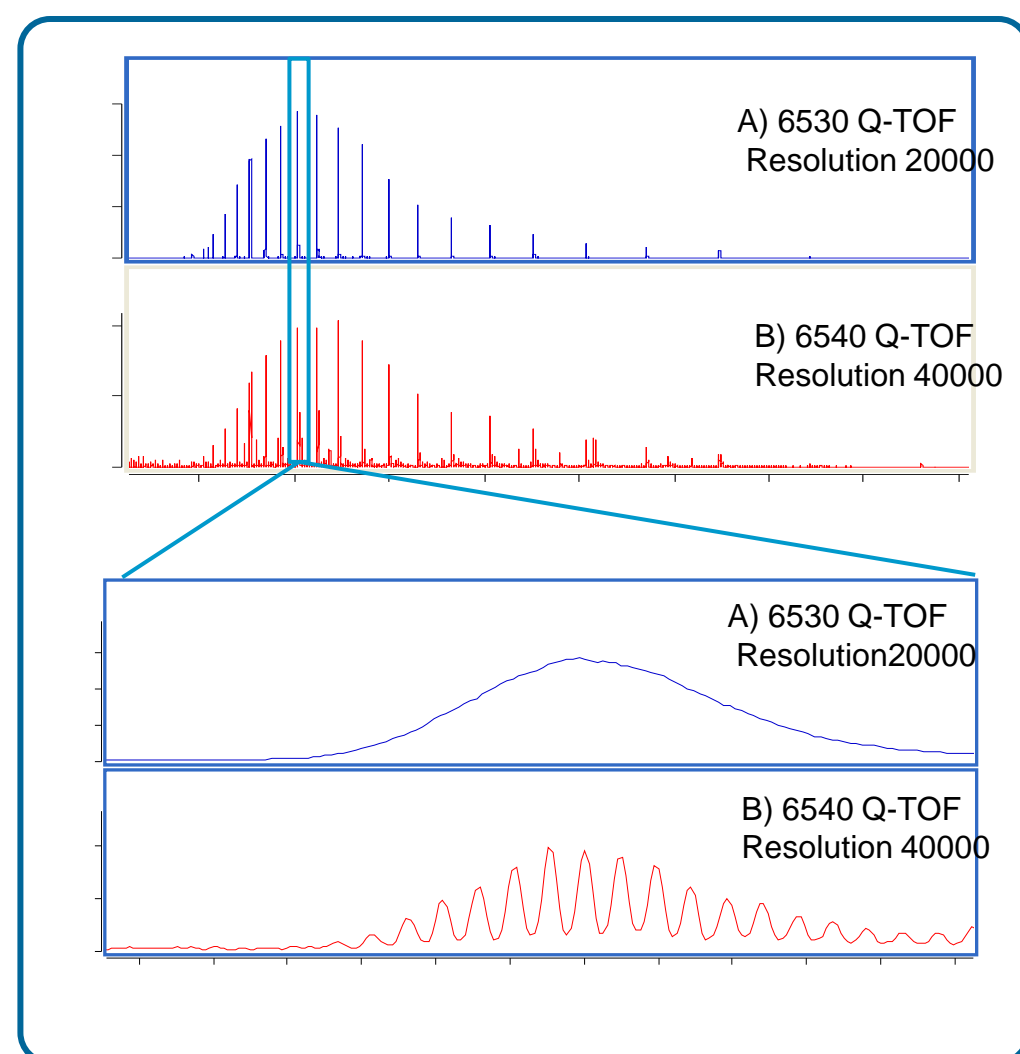 A) 6530 Q-TOF
Resolution 20000
B) 6540 Q-TOF
Resolution 40000
A) 6530 Q-TOF
Resolution20000
B) 6540 Q-TOF
Resolution 40000